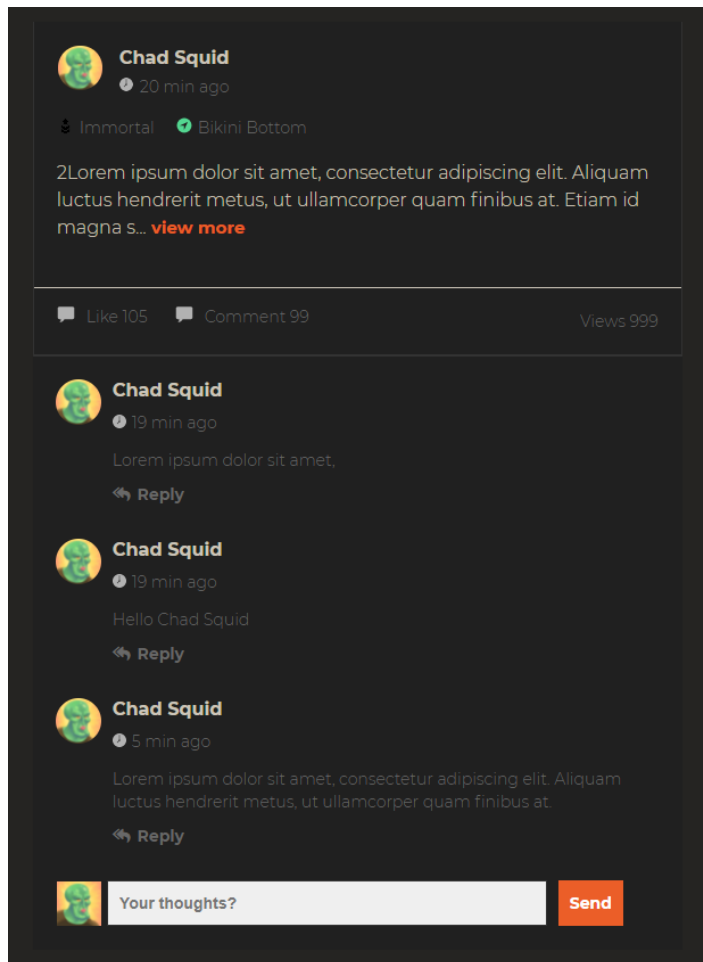 Chad Squid
20 min ago
Immortal Bikini Bottom
2Lorem ipsum dolor sit amet, consectetur adipiscing elit. Aliquam
luctus hendrerit metus, ut ullamcorper quam finibus at. Etiam id
magna s... view more
Like 105 Comment 99 Views 999
Chad Squid
19 min ago
Lorem ipsum dolor sit amet,
Reply
Chad Squid
19 min ago
Hello Chad Squid
Reply
Chad Squid
5 min ago
Lorem ipsum dolor sit amet, consectetur adipiscing elit. Aliquam
luctus hendrerit metus, ut ullamcorper quam finibus at.
Reply
Your thoughts? Send